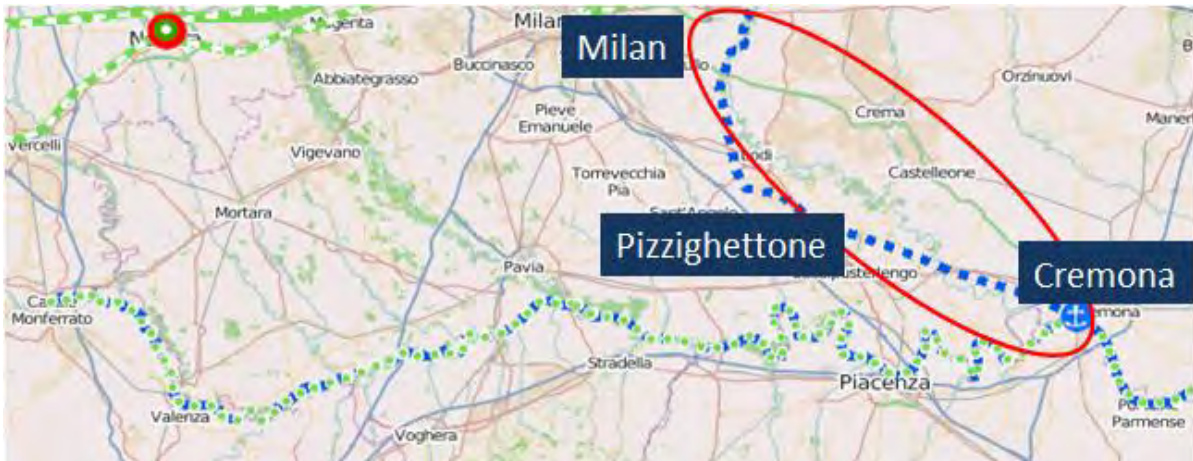 Magenta
Milan
Milan
Orzinuovi
Abbiategrasso
Buccinasco
Crema
Pieve
Emanuele
Vercelli
Vigevano
Castelleone
Torrevecchia
Pia
Mortara
Pizzighettone
Pavia
Cremona
Monferrato
Stradella
Piacenza
Valenza
Voghera
Parmense